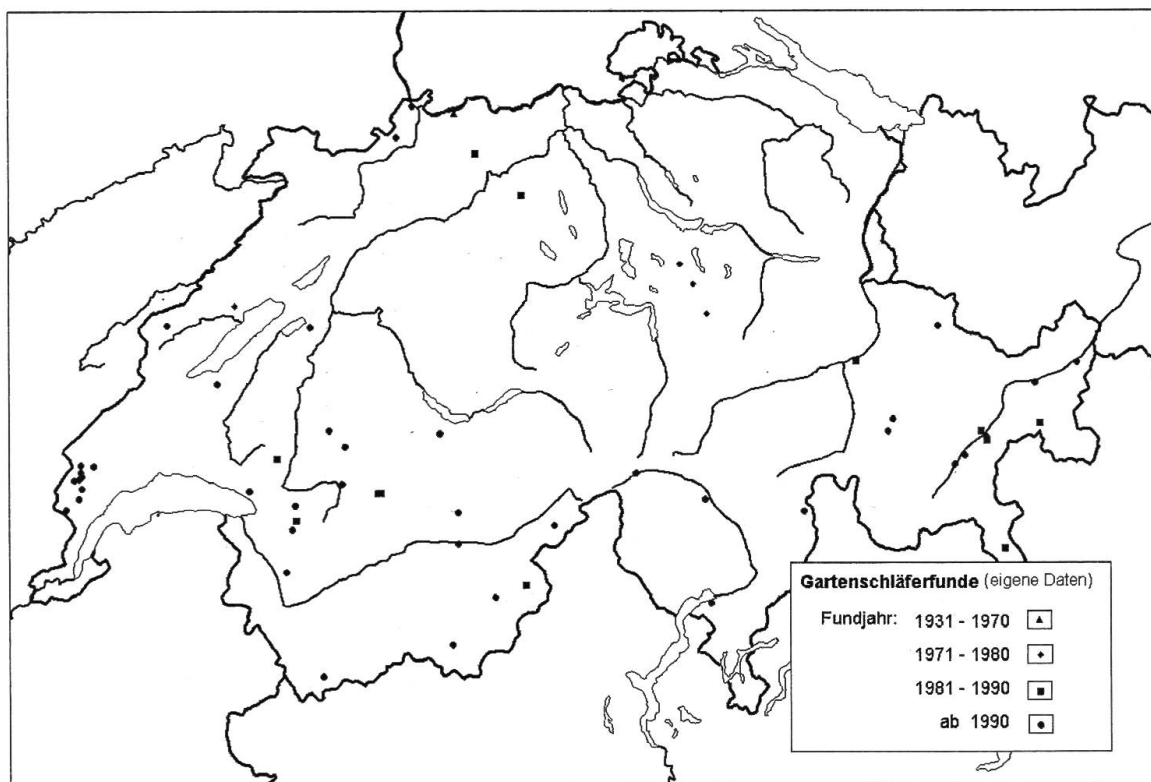 Gartenschläferfunde (eigene Daten)
Fundjahr: 1931 - 1970
1971 - 1980
1981 - 1990
ab 1990